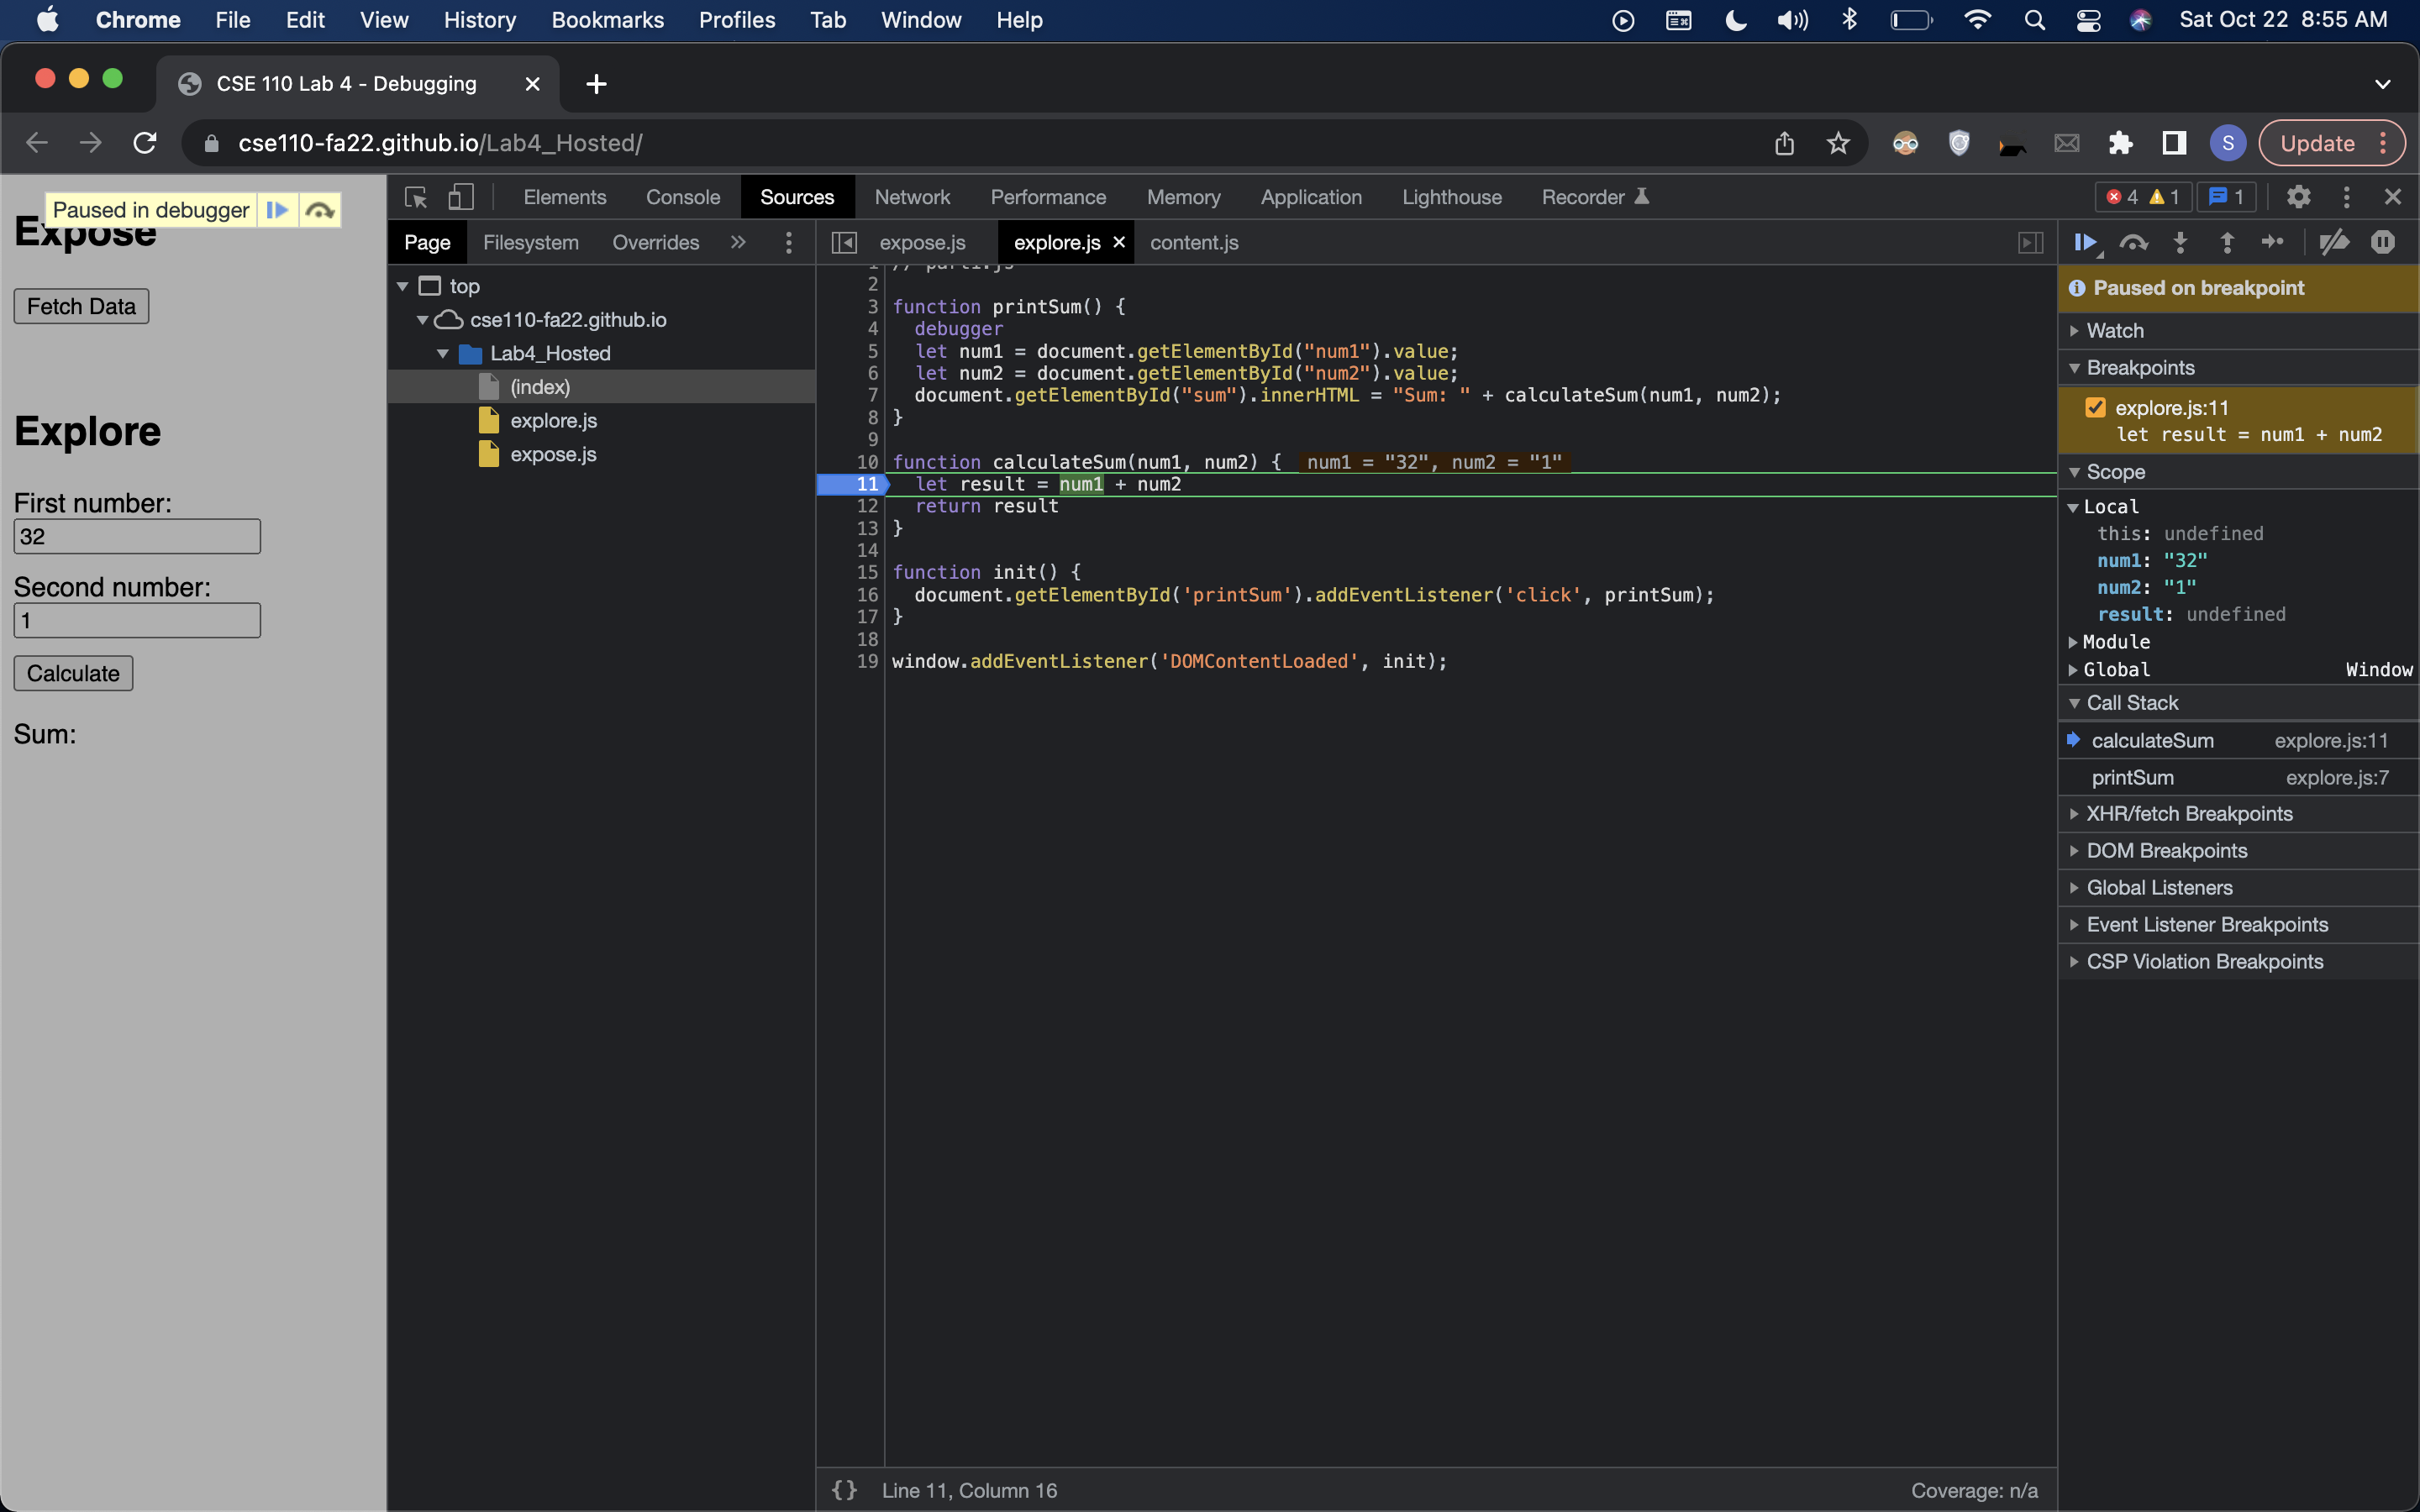 Chrome File Edit View History Bookmarks Profiles Tab Window Help Sat Oct 22 8:55 AM
CSE 110 Lab 4 - Debugging
cse110-fa22.github.io/Lab4_Hosted/ S Update
Paused in debugger
Expose
Fetch Data
Explore
First number:
32
Second number:
1
Calculate
Sum:
Elements Console Sources Network Performance Memory Application Lighthouse Recorder 4 1 1
Page Filesystem Overrides
top
cse110-fa22.github.io
Lab4_Hosted
(index)
explore.js
expose.js
expose.js explore.js content.js
1 // part1.js
2
3 function printSum() {
4 debugger
5 let num1 = document.getElementById("num1").value;
6 let num2 = document.getElementById("num2").value;
7 document.getElementById("sum").innerHTML = "Sum: " + calculateSum(num1, num2);
8 }
9
10 function calculateSum(num1, num2) { num1 = "32", num2 = "1"
11 let result = num1 + num2
12 return result
13 }
14
15 function init() {
16 document.getElementById('printSum').addEventListener('click', printSum);
17 }
18
19 window.addEventListener('DOMContentLoaded', init);
{} Line 11, Column 16 Coverage: n/a
Paused on breakpoint
Watch
Breakpoints
explore.js:11
let result = num1 + num2
Scope
Local
this: undefined
num1: "32"
num2: "1"
result: undefined
Module
Global Window
Call Stack
calculateSum explore.js:11
printSum explore.js:7
XHR/fetch Breakpoints
DOM Breakpoints
Global Listeners
Event Listener Breakpoints
CSP Violation Breakpoints